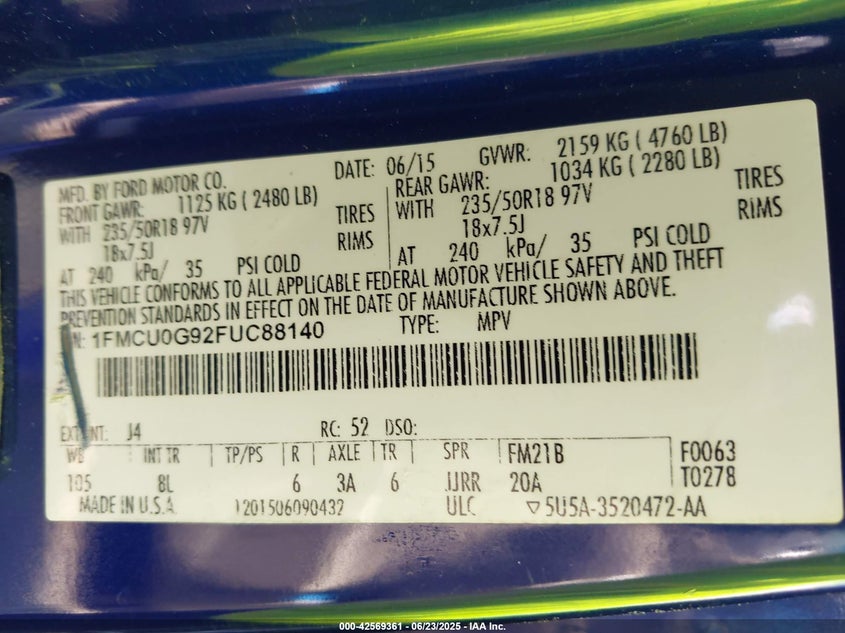 MFD. BY FORD MOTOR CO. DATE: 06/15 GVWR: 2159 KG ( 4760 LB)
FRONT GAWR: 1125 KG ( 2480 LB) REAR GAWR: 1034 KG ( 2280 LB)
WITH 235/50R18 97V TIRES WITH 235/50R18 97V TIRES
18x7.5J RIMS 18x7.5J RIMS
AT 240 kPa/ 35 PSI COLD AT 240 kPa/ 35 PSI COLD
THIS VEHICLE CONFORMS TO ALL APPLICABLE FEDERAL MOTOR VEHICLE SAFETY AND THEFT
PREVENTION STANDARDS IN EFFECT ON THE DATE OF MANUFACTURE SHOWN ABOVE.
1FMCU0G92FUC88140 TYPE: MPV
EXT PNT: J4 RC: 52 DSO:
WB INT TR TP/PS R AXLE TR SPR FM21B F0063
105 8L 6 3A 6 JJRR 20A T0278
MADE IN U.S.A. 201506090432 ULC ▽5U5A-3520472-AA
000-42569361 - 06/23/2025 - IAA Inc.